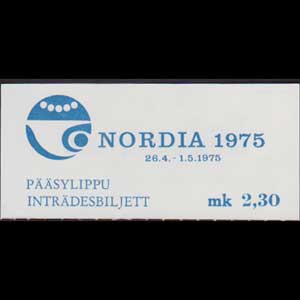 NORDIA 1975
26.4.- 1.5.1975
PÄÄSYLIPPU
INTRÄDESBILJETT
mk 2,30